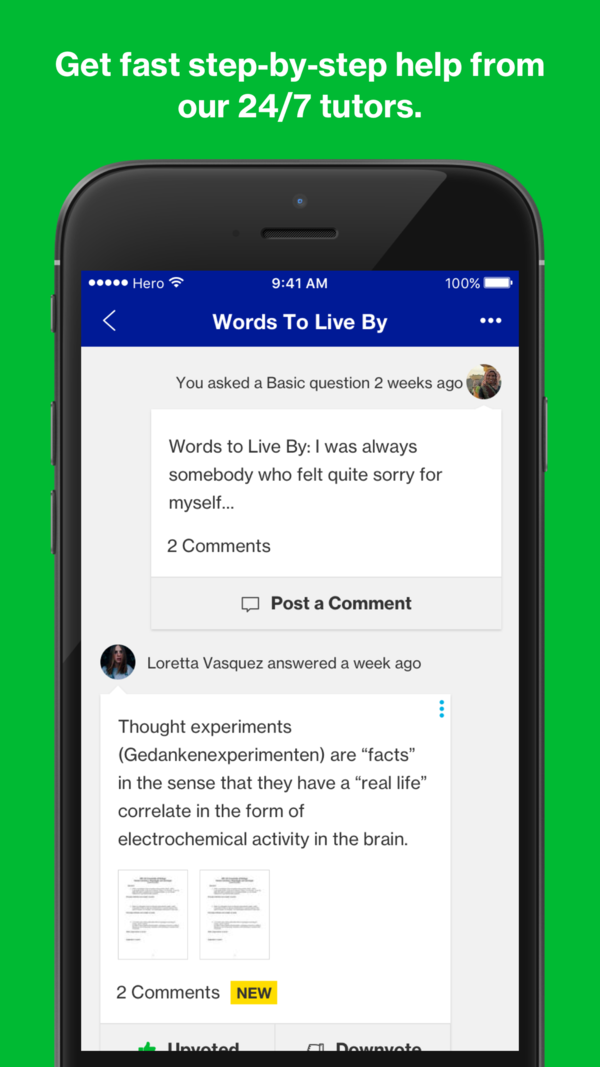 Get fast step-by-step help from
our 24/7 tutors.
Hero
9:41 AM
100%
Words To Live By
You asked a Basic question 2 weeks ago
Words to Live By: I was always
somebody who felt quite sorry for
myself...
2 Comments
Post a Comment
Loretta Vasquez answered a week ago
Thought experiments
(Gedankenexperimenten) are “facts”
in the sense that they have a “real life”
correlate in the form of
electrochemical activity in the brain.
2 Comments NEW
Upvoted
Downvote